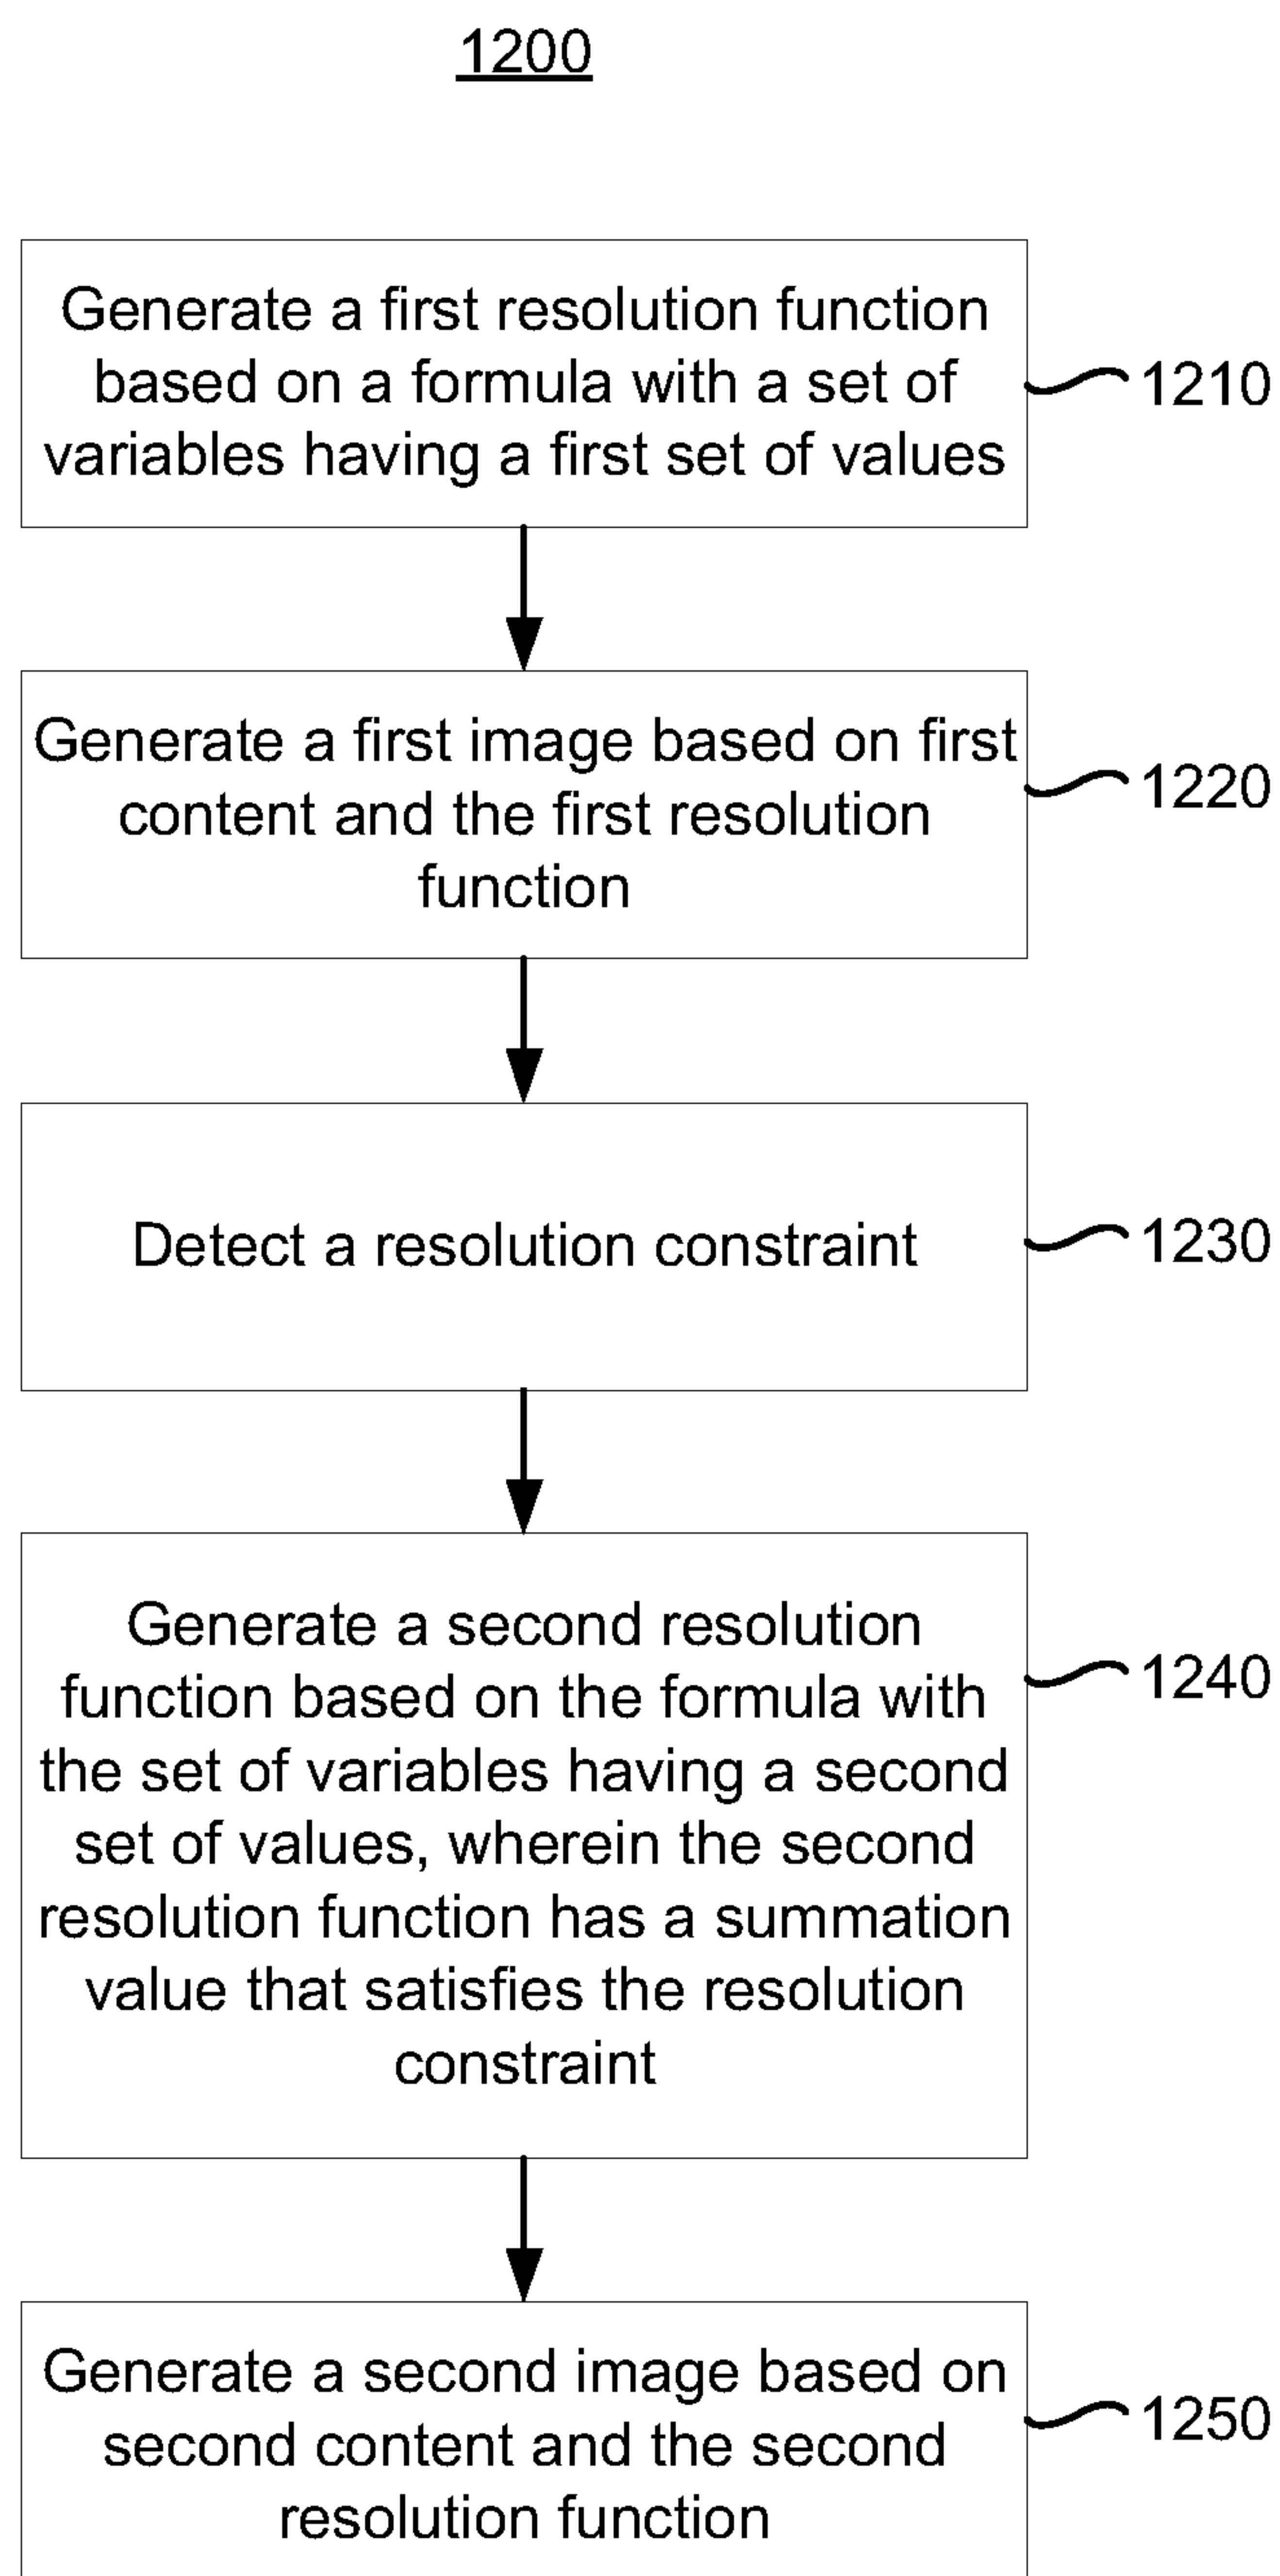 1200
Generate a first resolution function
based on a formula with a set of
variables having a first set of values
1210
Generate a first image based on first
content and the first resolution
function
1220
Detect a resolution constraint
1230
Generate a second resolution
function based on the formula with
the set of variables having a second
set of values, wherein the second
resolution function has a summation
value that satisfies the resolution
constraint
1240
Generate a second image based on
second content and the second
resolution function
1250